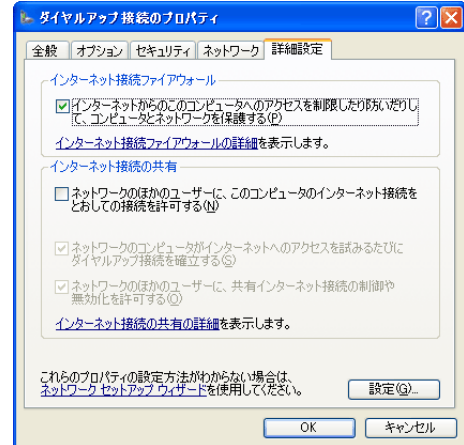 ダイヤルアップ接続のプロパティ
全般 オプション セキュリティ ネットワーク 詳細設定
インターネット接続ファイアウォール
インターネットからのこのコンピュータへのアクセスを制限したり防いだりし
て、コンピュータとネットワークを保護する(P)
インターネット接続ファイアウォールの詳細を表示します。
インターネット接続の共有
ネットワークのほかのユーザーに、このコンピュータのインターネット接続を
とおしての接続を許可する(N)
ネットワークのコンピュータがインターネットへのアクセスを試みるたびに
ダイヤルアップ接続を確立する(S)
ネットワークのほかのユーザーに、共有インターネット接続の制御や
無効化を許可する(O)
インターネット接続の共有の詳細を表示します。
これらのプロパティの設定方法がわからない場合は、
ネットワーク セットアップ ウィザードを使用してください。
設定(G)...
OK キャンセル